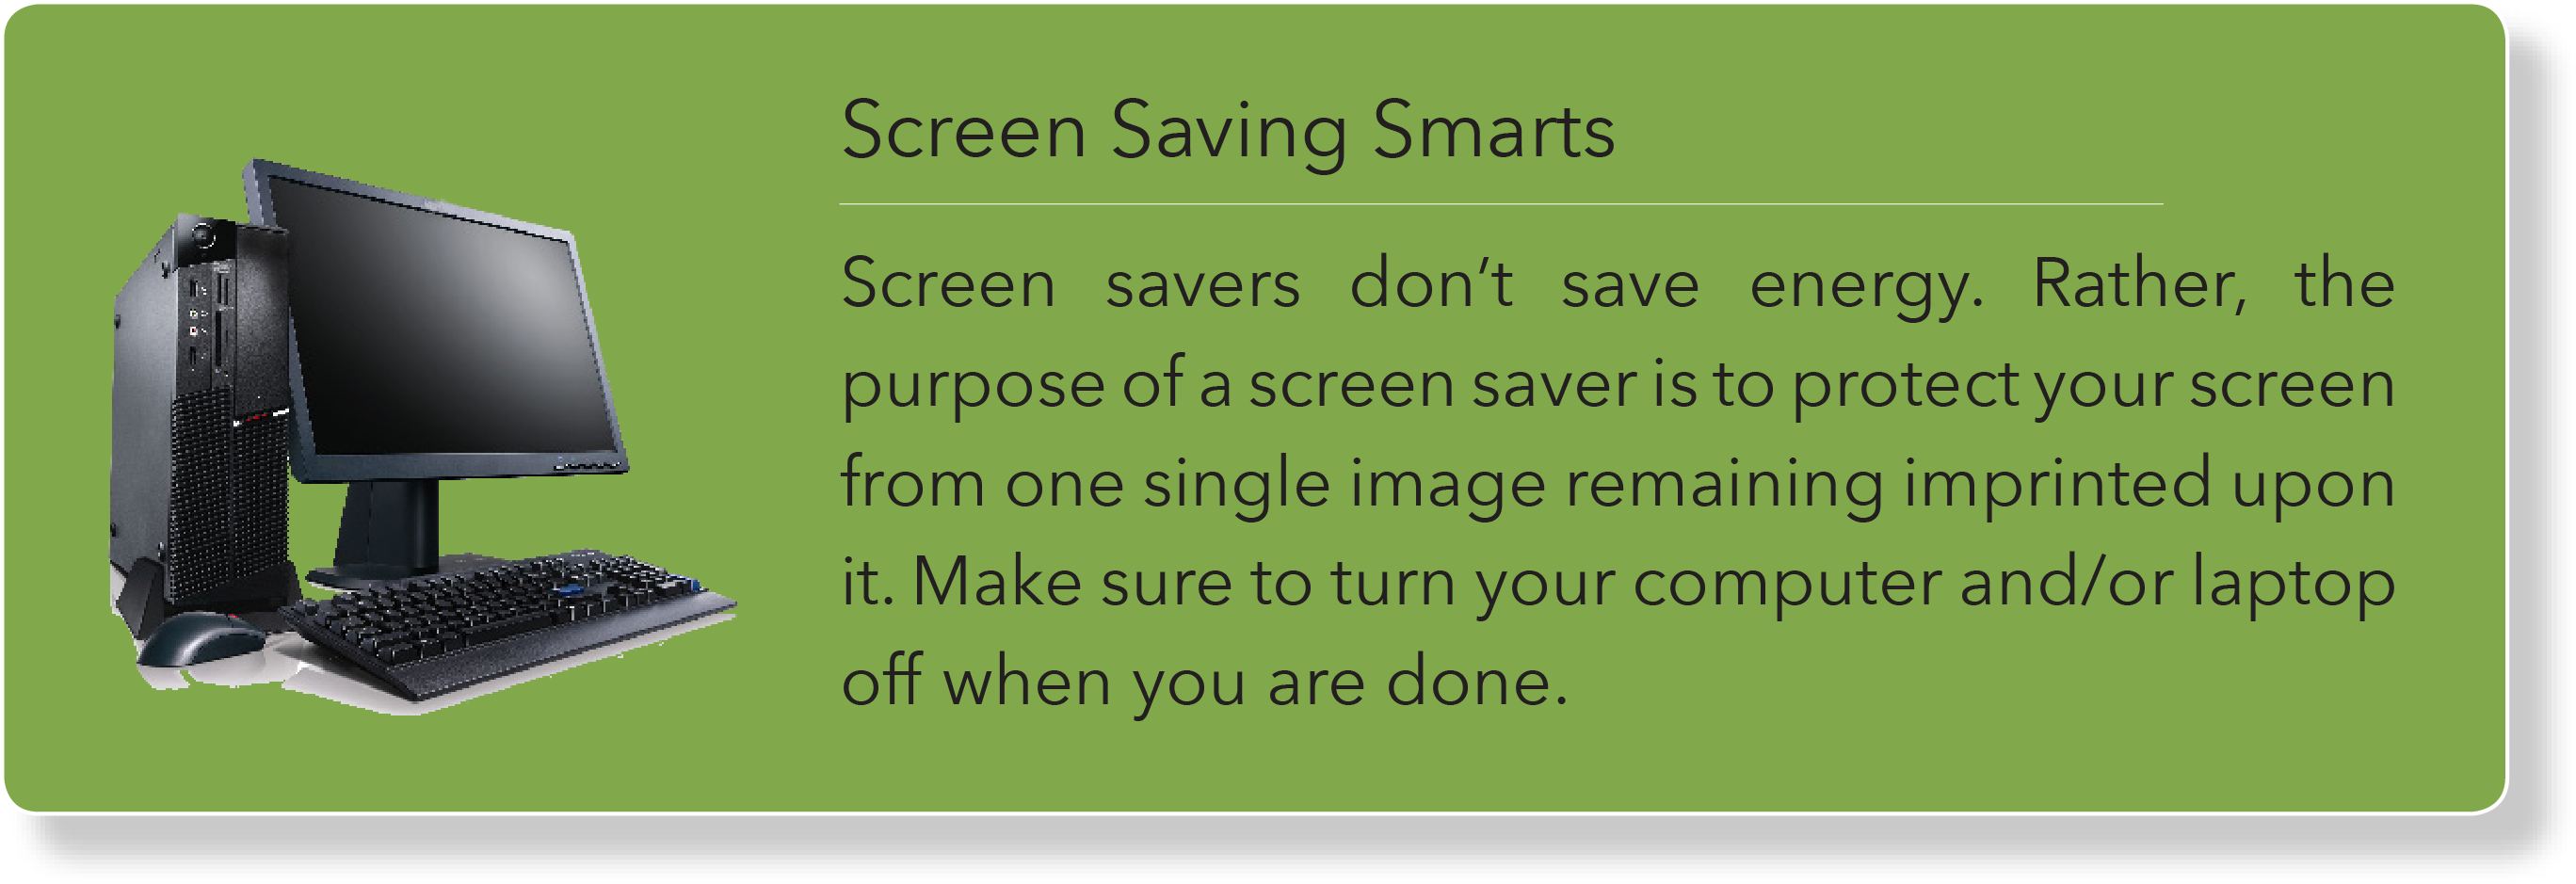 Screen Saving Smarts
Screen savers don’t save energy. Rather, the
purpose of a screen saver is to protect your screen
from one single image remaining imprinted upon
it. Make sure to turn your computer and/or laptop
off when you are done.